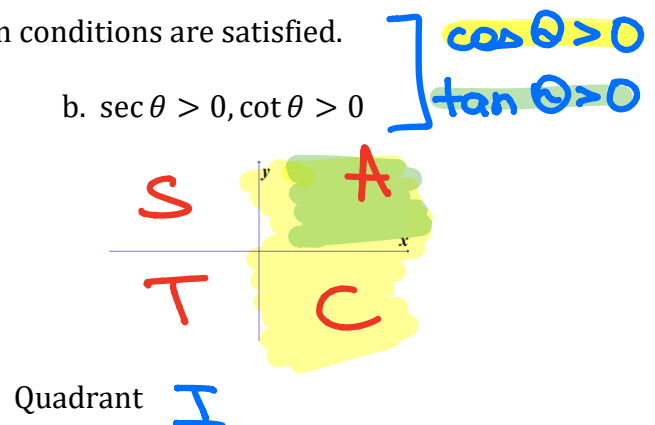 n conditions are satisfied.
cos θ > 0
b. sec θ > 0, cot θ > 0
tan θ > 0
y
S
A
x
T
C
Quadrant I